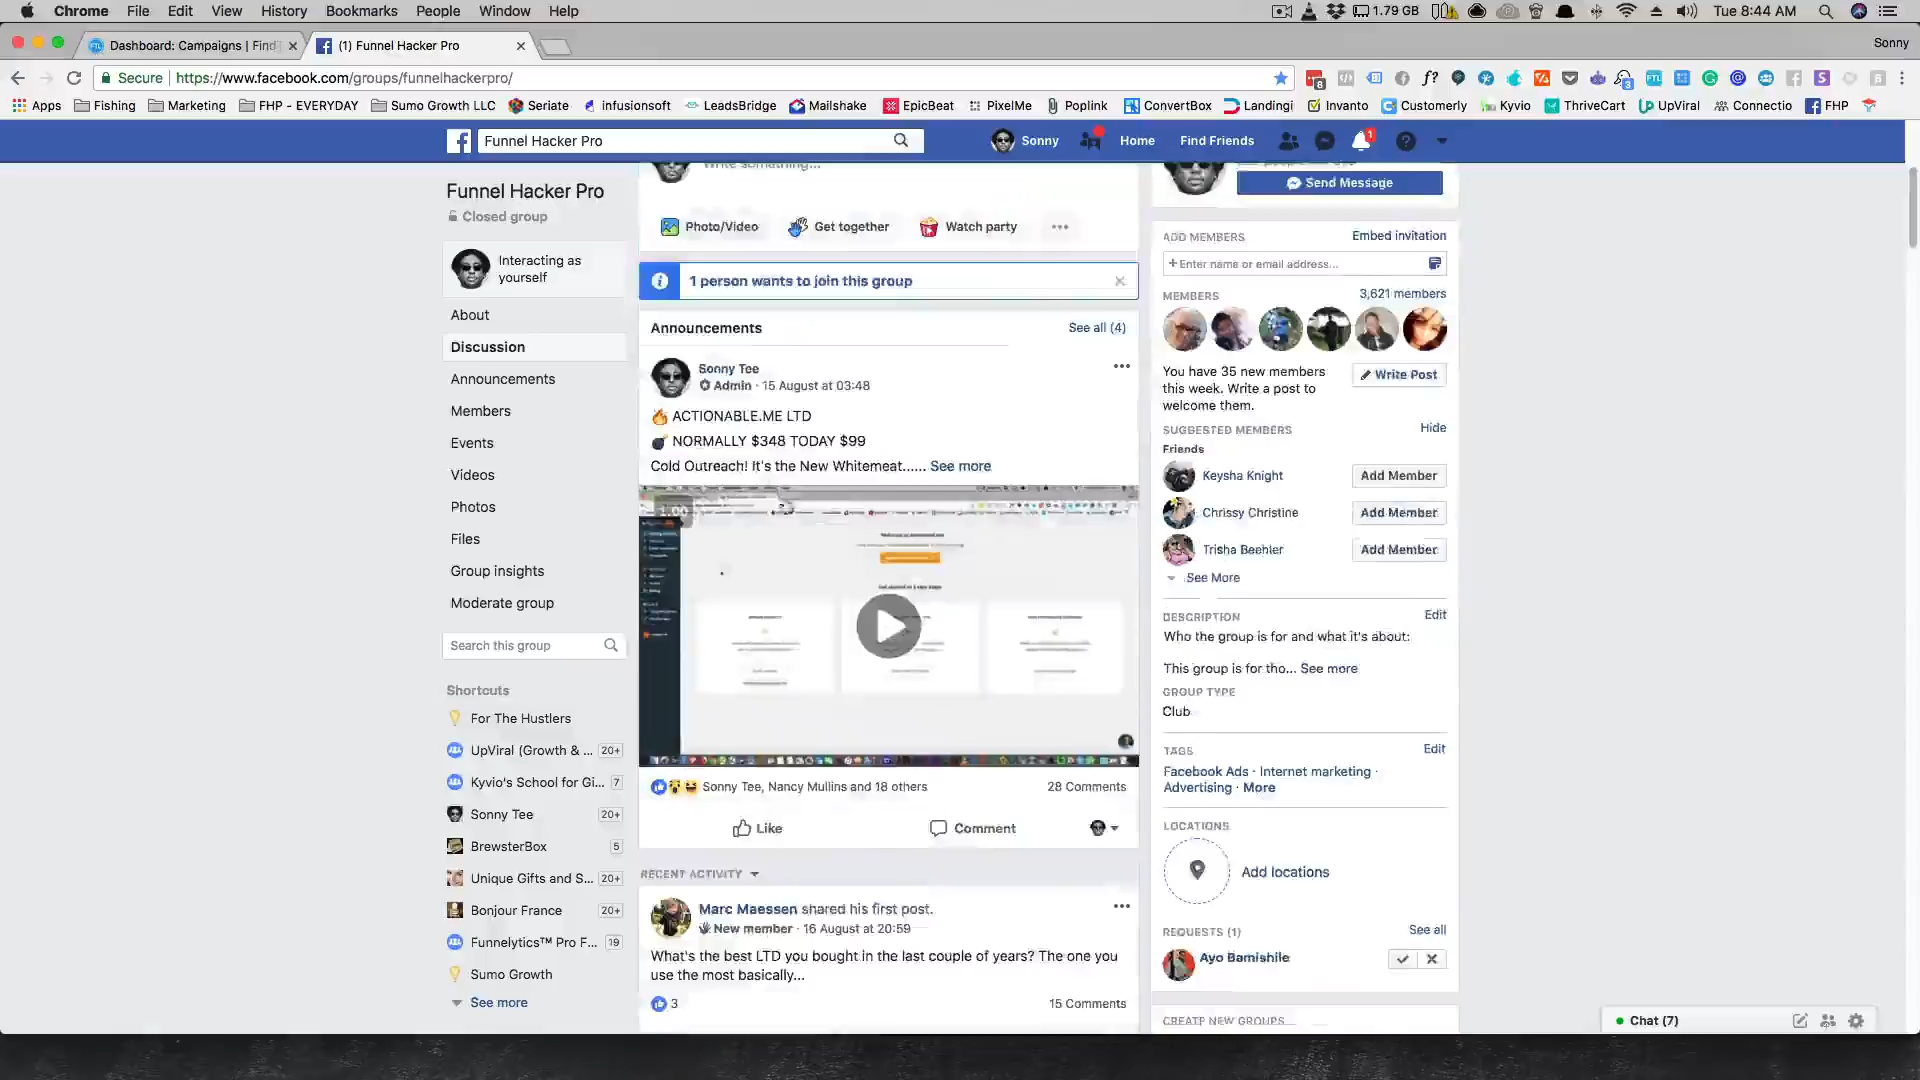 Chrome File Edit View History Bookmarks People Window Help
1.79 GB Tue 8:44 AM
Dashboard: Campaigns | Find (1) Funnel Hacker Pro Sonny
Secure https://www.facebook.com/groups/funnelhackerpro/
Apps Fishing Marketing FHP - EVERYDAY Sumo Growth LLC Seriate infusionsoft LeadsBridge Mailshake EpicBeat PixelMe Poplink ConvertBox Landingi Invanto Customerly Kyvio ThriveCart UpViral Connectio FHP
Funnel Hacker Pro Sonny Home Find Friends 1
Funnel Hacker Pro
Closed group
Interacting as
yourself
About
Discussion
Announcements
Members
Events
Videos
Photos
Files
Group insights
Moderate group
Search this group
Shortcuts
For The Hustlers
UpViral (Growth & ... 20+
Kyvio's School for Gi... 7
Sonny Tee 20+
BrewsterBox 5
Unique Gifts and S... 20+
Bonjour France 20+
Funnelytics™ Pro F... 19
Sumo Growth
See more
Write something...
Photo/Video Get together Watch party
1 person wants to join this group
Announcements See all (4)
Sonny Tee
Admin · 15 August at 03:48
ACTIONABLE.ME LTD
NORMALLY $348 TODAY $99
Cold Outreach! It's the New Whitemeat...... See more
Sonny Tee, Nancy Mullins and 18 others 28 Comments
Like Comment
RECENT ACTIVITY
Marc Maessen shared his first post.
New member · 16 August at 20:59
What's the best LTD you bought in the last couple of years? The one you
use the most basically...
3 15 Comments
Send Message
ADD MEMBERS Embed invitation
+ Enter name or email address...
MEMBERS 3,621 members
You have 35 new members
this week. Write a post to
welcome them.
Write Post
SUGGESTED MEMBERS Hide
Friends
Keysha Knight Add Member
Chrissy Christine Add Member
Trisha Beehler Add Member
See More
DESCRIPTION Edit
Who the group is for and what it's about:
This group is for tho... See more
GROUP TYPE
Club
TAGS Edit
Facebook Ads · Internet marketing ·
Advertising · More
LOCATIONS
Add locations
REQUESTS (1) See all
Ayo Bamishile
CREATE NEW GROUPS
Chat (7)